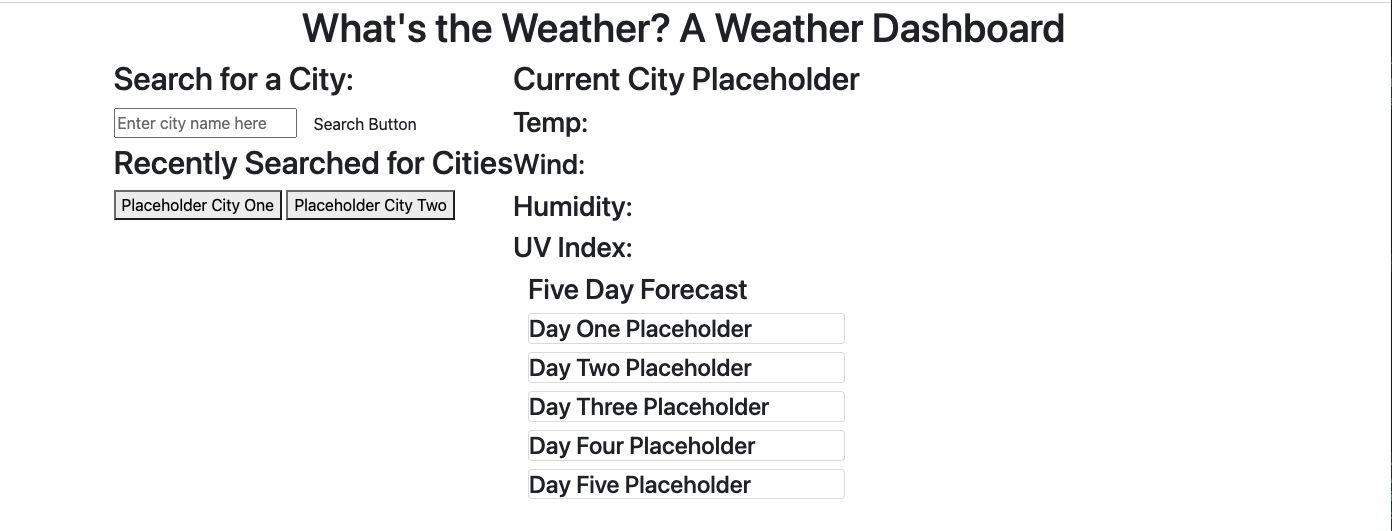 What's the Weather? A Weather Dashboard
Search for a City:
Enter city name here
Search Button
Recently Searched for Cities
Placeholder City One
Placeholder City Two
Current City Placeholder
Temp:
Wind:
Humidity:
UV Index:
Five Day Forecast
Day One Placeholder
Day Two Placeholder
Day Three Placeholder
Day Four Placeholder
Day Five Placeholder